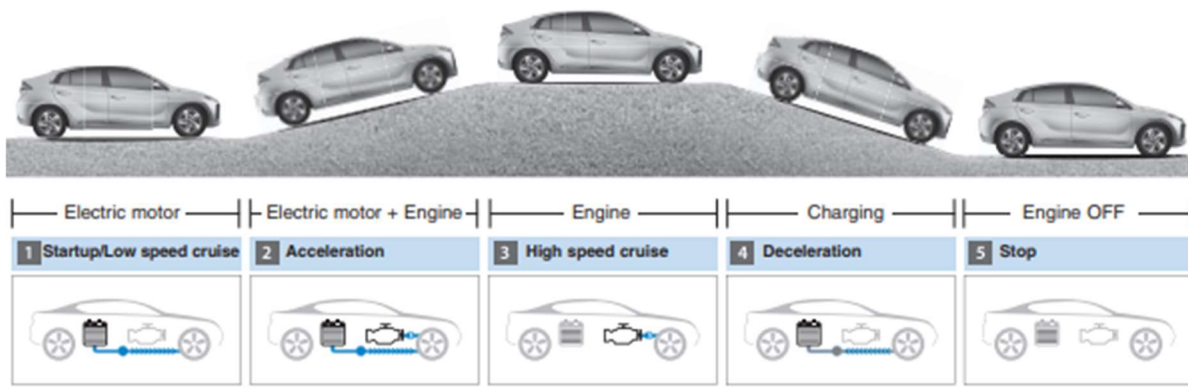 Electric motor
Electric motor + Engine
Engine
Charging
Engine OFF
1 Startup/Low speed cruise
2 Acceleration
3 High speed cruise
4 Deceleration
5 Stop